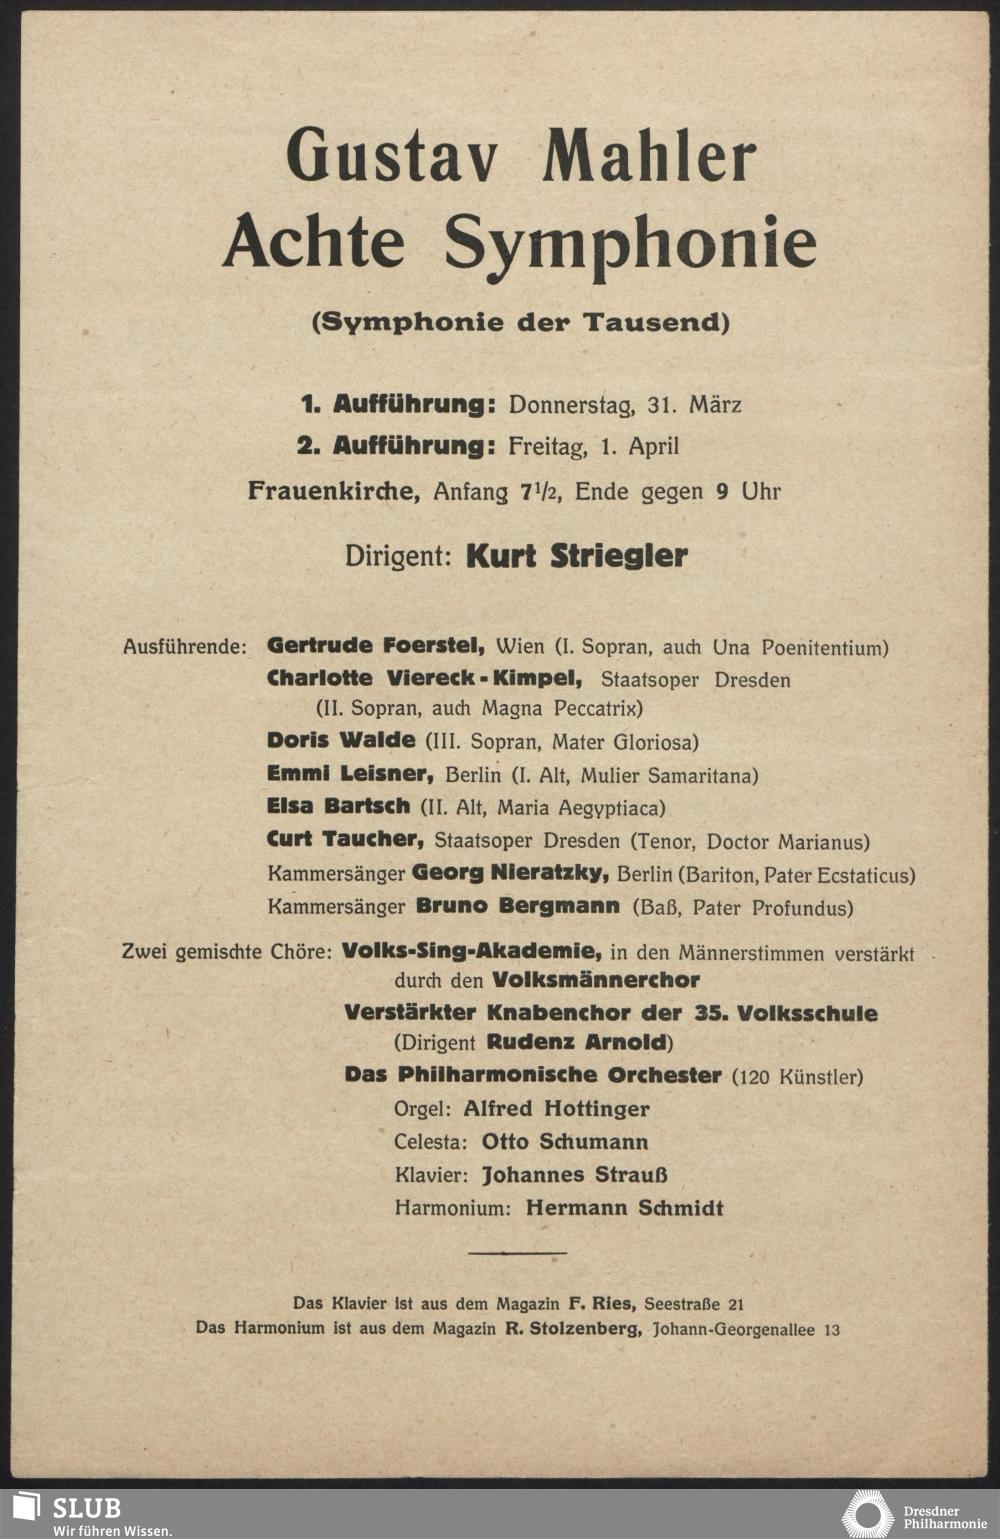 Gustav Mahler
Achte Symphonie
(Symphonie der Tausend)
1. Aufführung: Donnerstag, 31. März
2. Aufführung: Freitag, 1. April
Frauenkirche, Anfang 7½, Ende gegen 9 Uhr
Dirigent: Kurt Striegler
Ausführende: Gertrude Foerstel, Wien (I. Sopran, auch Una Poenitentium)
Charlotte Viereck-Kimpel, Staatsoper Dresden
(II. Sopran, auch Magna Peccatrix)
Doris Walde (III. Sopran, Mater Gloriosa)
Emmi Leisner, Berlin (I. Alt, Mulier Samaritana)
Elsa Bartsch (II. Alt, Maria Aegyptiaca)
Curt Taucher, Staatsoper Dresden (Tenor, Doctor Marianus)
Kammersänger Georg Nieratzky, Berlin (Bariton, Pater Ecstaticus)
Kammersänger Bruno Bergmann (Baß, Pater Profundus)
Zwei gemischte Chöre: Volks-Sing-Akademie, in den Männerstimmen verstärkt
durch den Volksmännerchor
Verstärkter Knabenchor der 35. Volksschule
(Dirigent Rudenz Arnold)
Das Philharmonische Orchester (120 Künstler)
Orgel: Alfred Hottinger
Celesta: Otto Schumann
Klavier: Johannes Strauß
Harmonium: Hermann Schmidt
Das Klavier ist aus dem Magazin F. Ries, Seestraße 21
Das Harmonium ist aus dem Magazin R. Stolzenberg, Johann-Georgenallee 13
SLUB
Wir führen Wissen.
Dresdner
Philharmonie